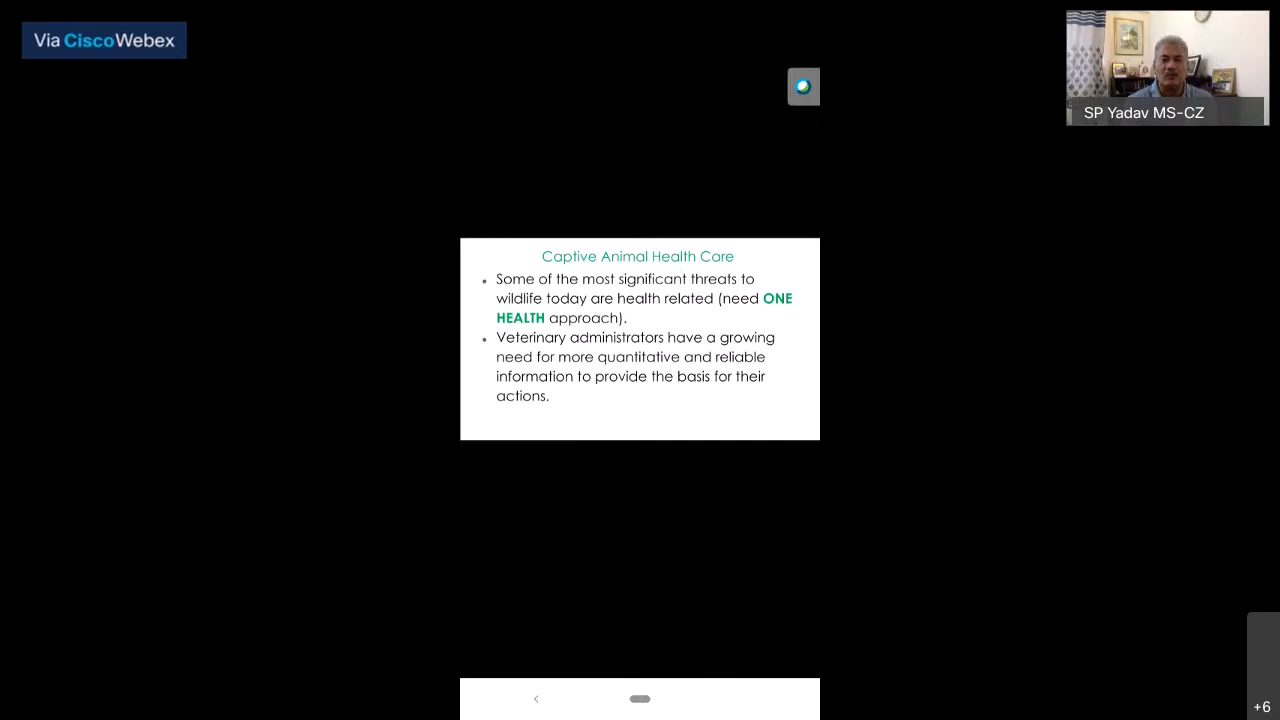 Via CiscoWebex
SP Yadav MS-CZ
Captive Animal Health Care
• Some of the most significant threats to
wildlife today are health related (need ONE
HEALTH approach).
• Veterinary administrators have a growing
need for more quantitative and reliable
information to provide the basis for their
actions.
+6